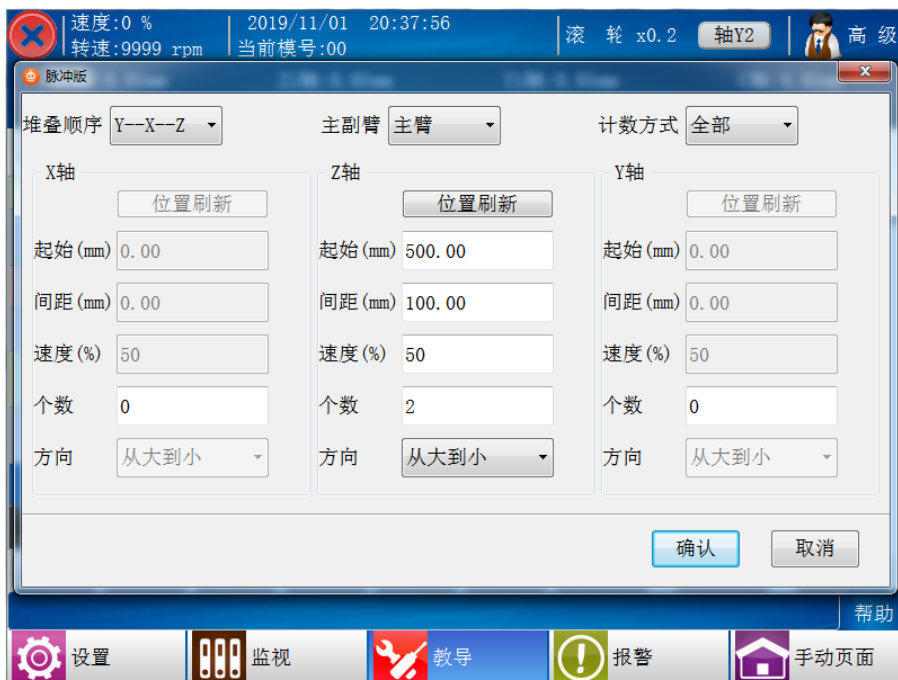 速度:0 % 2019/11/01 20:37:56 滚 轮 x0.2 轴Y2 高 级
转速:9999 rpm 当前模号:00
脉冲版
堆叠顺序 Y--X--Z 主副臂 主臂 计数方式 全部
X轴 Z轴 Y轴
位置刷新 位置刷新 位置刷新
起始(mm) 0.00 起始(mm) 500.00 起始(mm) 0.00
间距(mm) 0.00 间距(mm) 100.00 间距(mm) 0.00
速度(%) 50 速度(%) 50 速度(%) 50
个数 0 个数 2 个数 0
方向 从大到小 方向 从大到小 方向 从大到小
确认 取消
帮助
设置 监视 教导 报警 手动页面